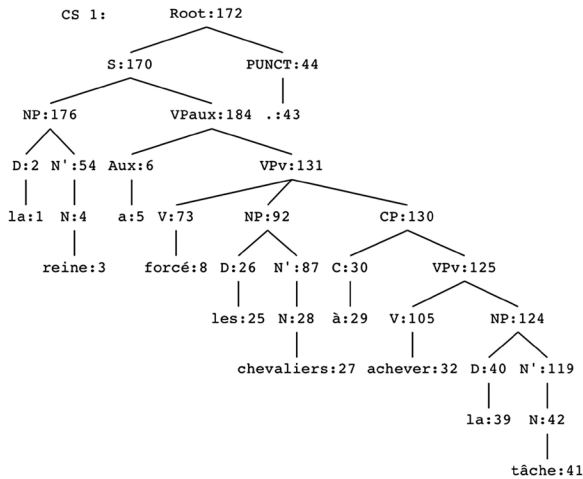 CS 1: Root:172
S:170 PUNCT:44
NP:176 VPaux:184 .:43
D:2 N':54 Aux:6 VPv:131
la:1 N:4 a:5 V:73 NP:92 CP:130
reine:3 forcé:8 D:26 N':87 C:30 VPv:125
les:25 N:28 à:29 V:105 NP:124
chevaliers:27 achever:32 D:40 N':119
la:39 N:42
tâche:41